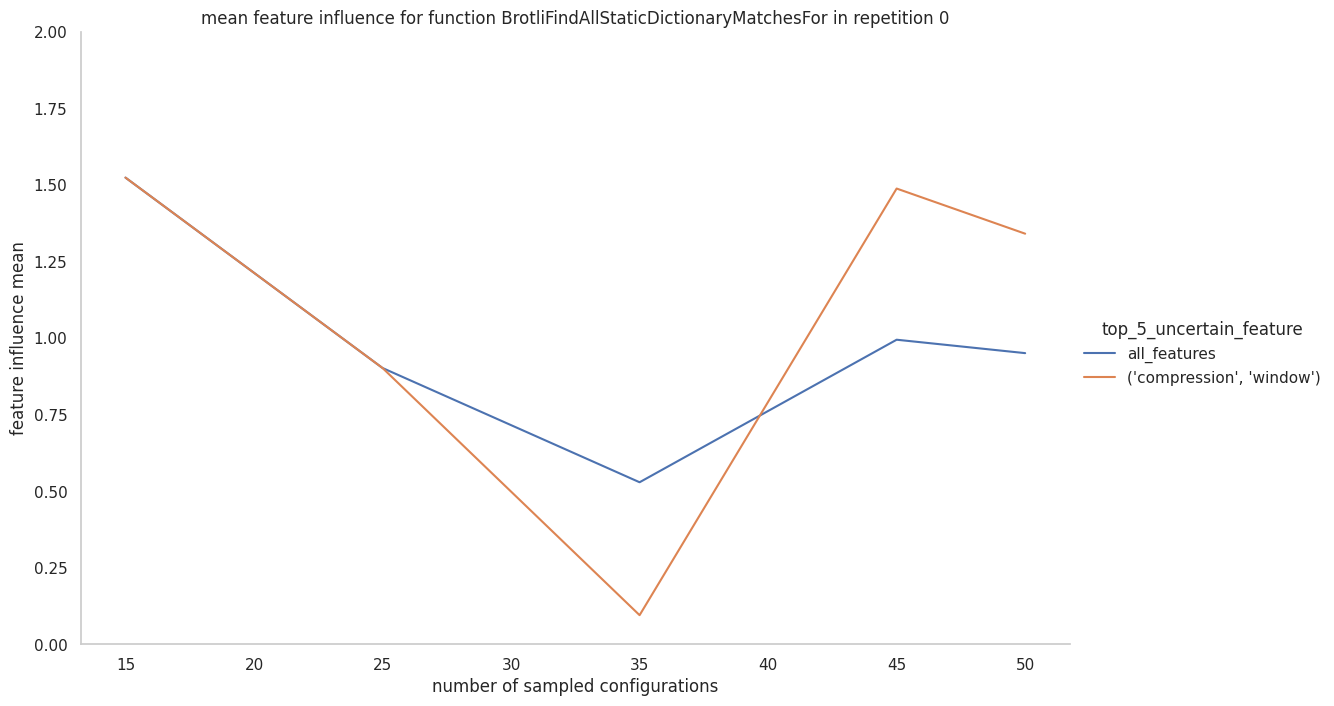 mean feature influence for function BrotliFindAllStaticDictionaryMatchesFor in repetition 0
2.00
1.75
1.50
1.25
1.00
0.75
0.50
0.25
0.00
feature influence mean
15 20 25 30 35 40 45 50
number of sampled configurations
top_5_uncertain_feature
all_features
('compression', 'window')